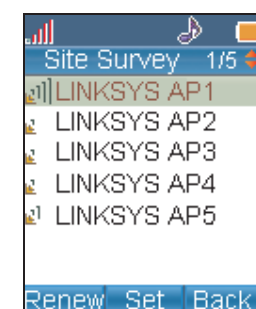 Site Survey 1/5
LINKSYS AP1
LINKSYS AP2
LINKSYS AP3
LINKSYS AP4
LINKSYS AP5
Renew Set Back